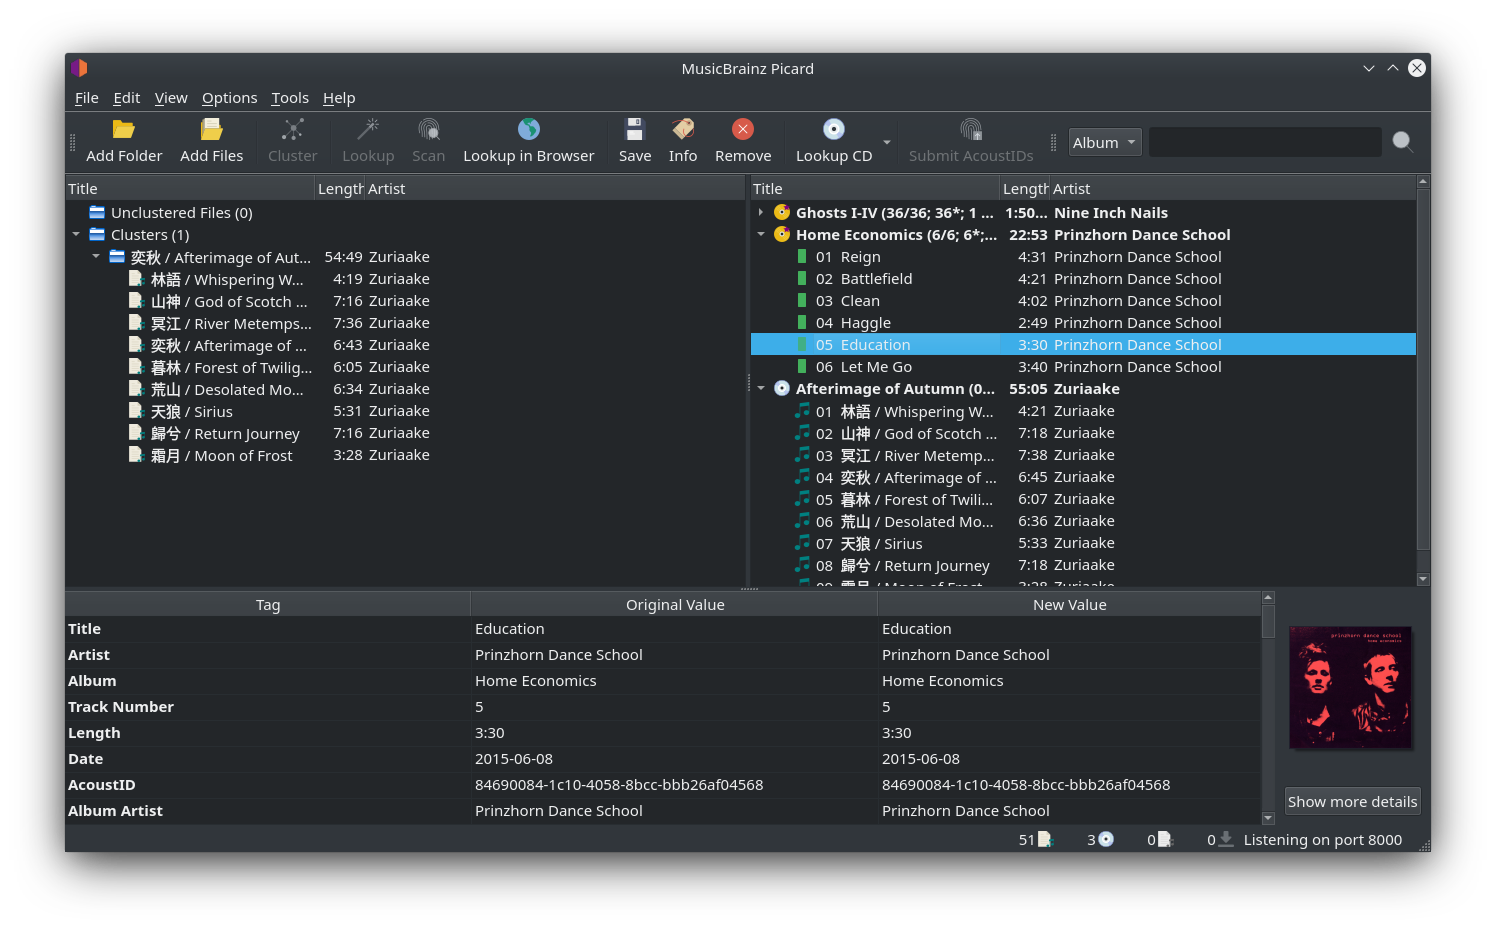 MusicBrainz Picard
File Edit View Options Tools Help
Add Folder Add Files Cluster Lookup Scan Lookup in Browser Save Info Remove Lookup CD Submit AcoustIDs Album
Title Length Artist
Unclustered Files (0)
Clusters (1)
奕秋 / Afterimage of Aut... 54:49 Zuriaake
林語 / Whispering W... 4:19 Zuriaake
山神 / God of Scotch ... 7:16 Zuriaake
冥江 / River Metemps... 7:36 Zuriaake
奕秋 / Afterimage of ... 6:43 Zuriaake
暮林 / Forest of Twilig... 6:05 Zuriaake
荒山 / Desolated Mo... 6:34 Zuriaake
天狼 / Sirius 5:31 Zuriaake
歸兮 / Return Journey 7:16 Zuriaake
霜月 / Moon of Frost 3:28 Zuriaake
Title Length Artist
Ghosts I-IV (36/36; 36*; 1 ... 1:50... Nine Inch Nails
Home Economics (6/6; 6*;... 22:53 Prinzhorn Dance School
01 Reign 4:31 Prinzhorn Dance School
02 Battlefield 4:21 Prinzhorn Dance School
03 Clean 4:02 Prinzhorn Dance School
04 Haggle 2:49 Prinzhorn Dance School
05 Education 3:30 Prinzhorn Dance School
06 Let Me Go 3:40 Prinzhorn Dance School
Afterimage of Autumn (0... 55:05 Zuriaake
01 林語 / Whispering W... 4:21 Zuriaake
02 山神 / God of Scotch ... 7:18 Zuriaake
03 冥江 / River Metemp... 7:38 Zuriaake
04 奕秋 / Afterimage of ... 6:45 Zuriaake
05 暮林 / Forest of Twili... 6:07 Zuriaake
06 荒山 / Desolated Mo... 6:36 Zuriaake
07 天狼 / Sirius 5:33 Zuriaake
08 歸兮 / Return Journey 7:18 Zuriaake
09 霜月 / Moon of Frost 3:28 Zuriaake
Tag Original Value New Value
Title Education Education
Artist Prinzhorn Dance School Prinzhorn Dance School
Album Home Economics Home Economics
Track Number 5 5
Length 3:30 3:30
Date 2015-06-08 2015-06-08
AcoustID 84690084-1c10-4058-8bcc-bbb26af04568 84690084-1c10-4058-8bcc-bbb26af04568
Album Artist Prinzhorn Dance School Prinzhorn Dance School
prinzhorn dance school
home economics
Show more details
51 3 0 0 Listening on port 8000